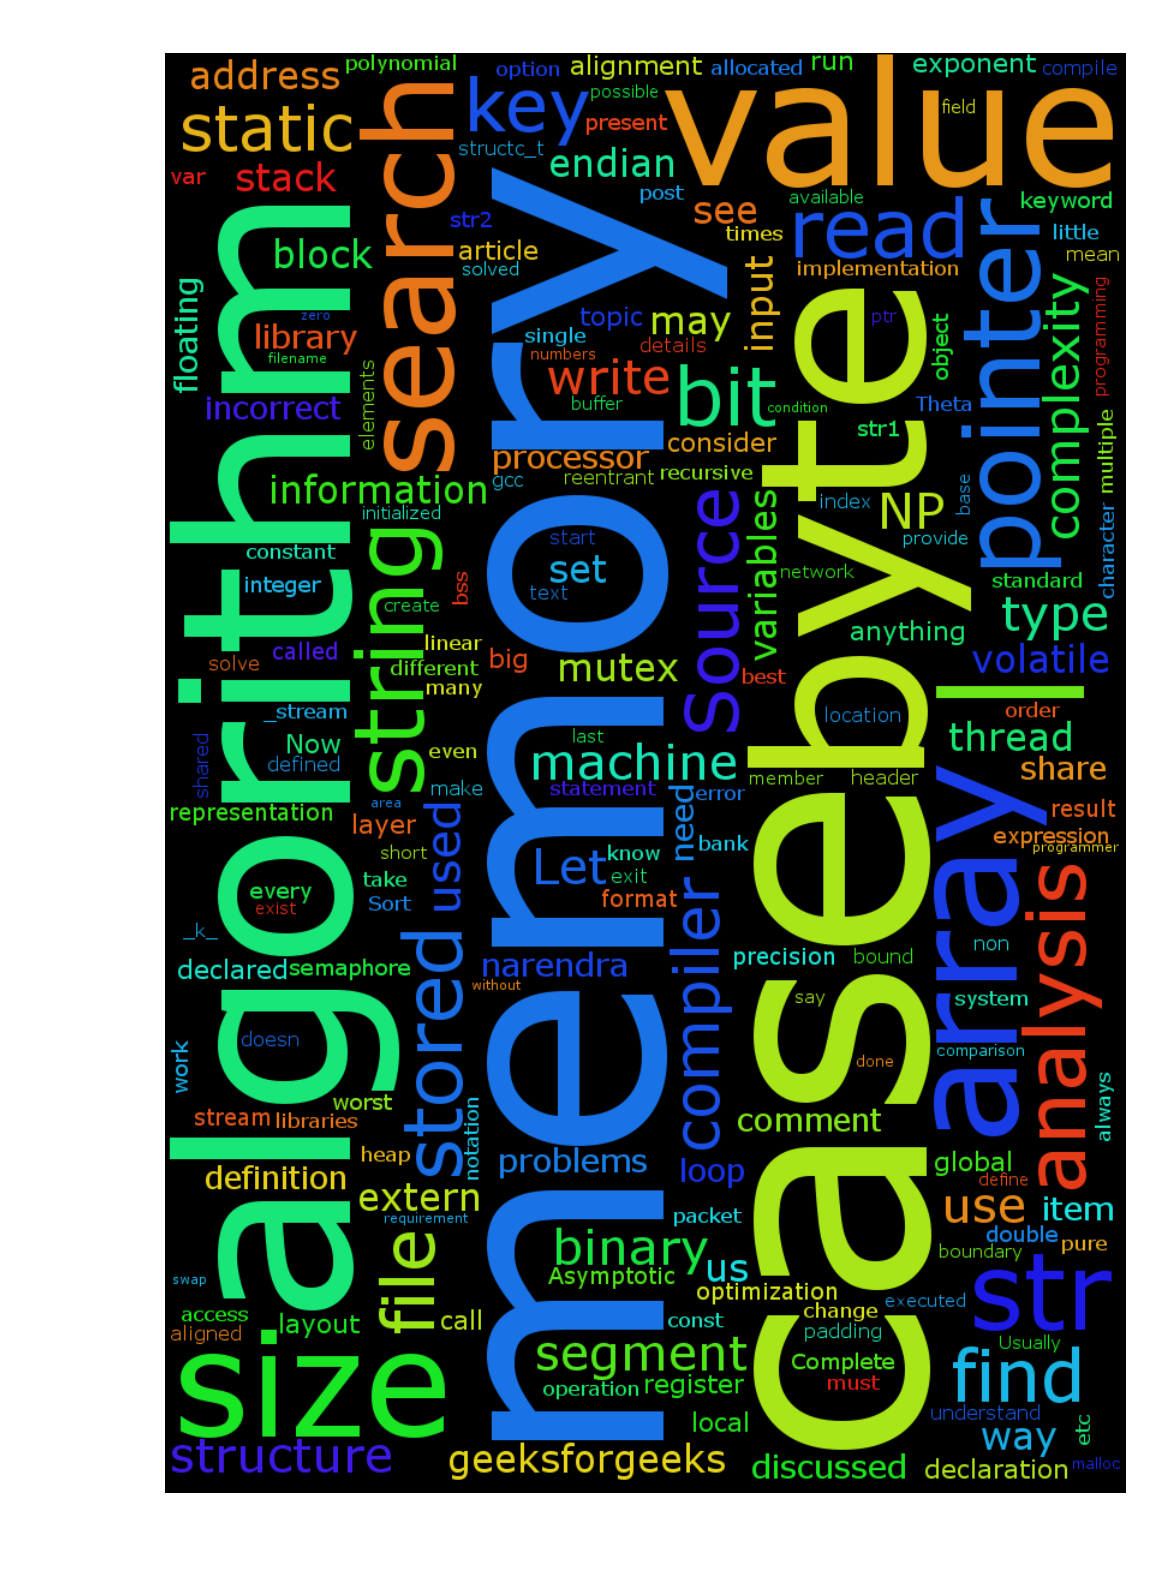 polynomial
address
option
alignment
allocated
run
exponent
compile
static
search
key
possible
present
value
field
structc_t
endian
var
stack
post
see
available
read
pointer
keyword
little
mean
algorithm
block
str2
article
solved
memory
times
implementation
input
floating
zero
library
filename
elements
single
numbers
topic
may
details
byte
ptr
object
complexity
programming
incorrect
write
buffer
bit
condition
Theta
str1
multiple
consider
processor
gcc
reentrant
recursive
information
initialized
index
NP
base
provide
character
constant
string
start
set
text
source
variables
network
standard
integer
create
bss
type
anything
called
solve
linear
different
many
big
mutex
best
volatile
_stream
Now
defined
shared
even
last
location
l
order
thread
machine
make
statement
error
member
header
share
representation
area
layer
used
need
bank
array
result
expression
programmer
short
Let
know
exit
every
exist
take
Sort
format
compiler
case
analysis
_k_
declared
semaphore
stored
narendra
without
precision
bound
non
say
system
doesn
work
done
comparison
worst
stream
libraries
notation
comment
always
heap
definition
problems
loop
global
define
extern
requirement
packet
use
item
binary
Asymptotic
us
double
pure
boundary
swap
file
optimization
str
access
aligned
layout
call
const
change
executed
padding
Usually
size
segment
Complete
must
find
operation
register
local
understand
way
etc
structure
geeksforgeeks
discussed
declaration
malloc